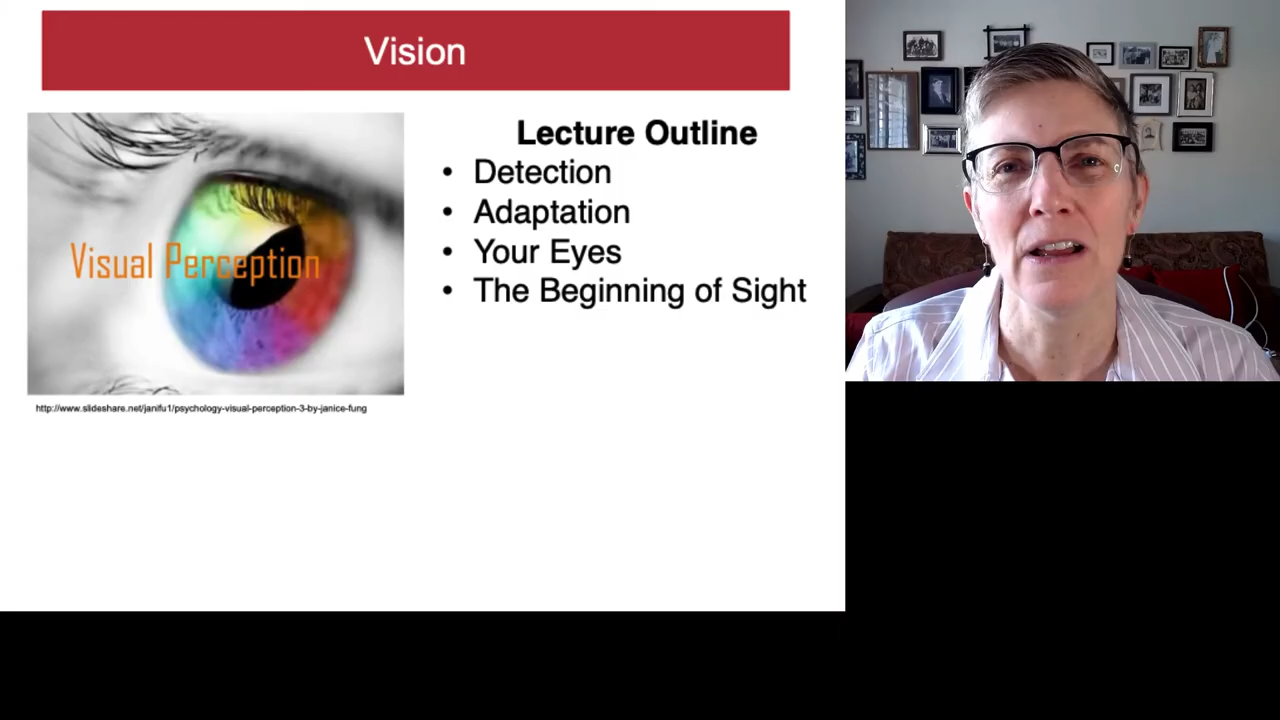 Vision
Visual Perception
http://www.slideshare.net/janifu1/psychology-visual-perception-3-by-janice-fung
Lecture Outline
• Detection
• Adaptation
• Your Eyes
• The Beginning of Sight